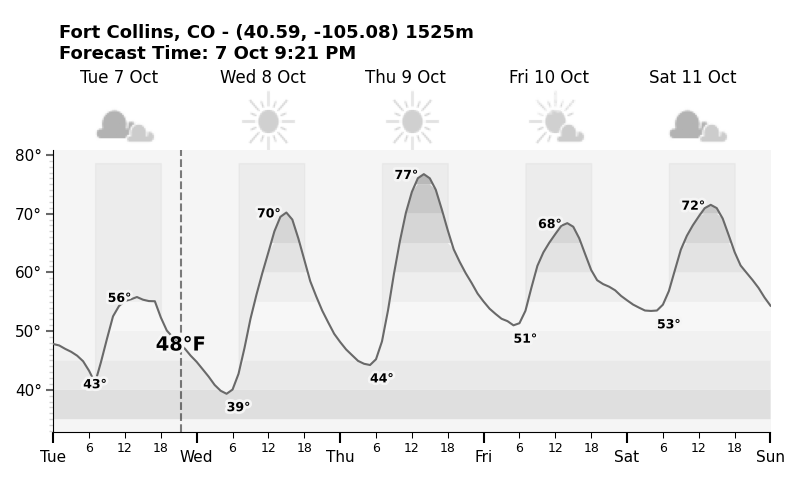 Fort Collins, CO - (40.59, -105.08) 1525m
Forecast Time: 7 Oct 9:21 PM
Tue 7 Oct Wed 8 Oct Thu 9 Oct Fri 10 Oct Sat 11 Oct
80°
77°
72°
70° 70°
68°
60°
56°
53°
51°
50°
48°F
44°
43°
40°
39°
6 12 18 6 12 18 6 12 18 6 12 18 6 12 18
Tue Wed Thu Fri Sat Sun